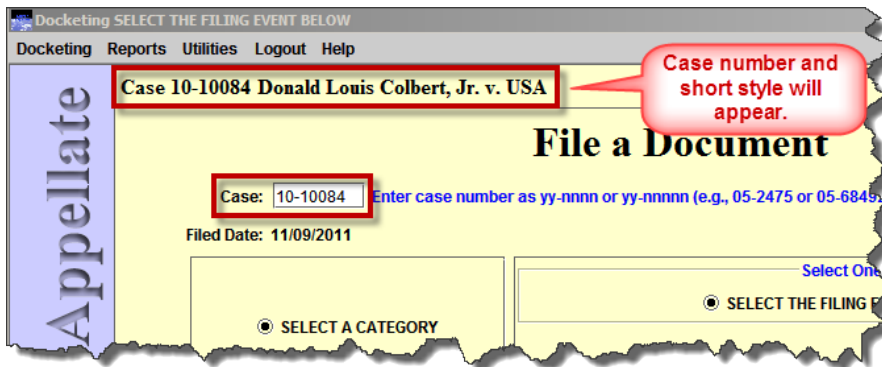 Docketing SELECT THE FILING EVENT BELOW
Docketing Reports Utilities Logout Help
Appellate
Case 10-10084 Donald Louis Colbert, Jr. v. USA
Case number and
short style will
appear.
File a Document
Case: 10-10084 Enter case number as yy-nnnn or yy-nnnnn (e.g., 05-2475 or 05-6849
Filed Date: 11/09/2011
Select One
SELECT A CATEGORY
SELECT THE FILING